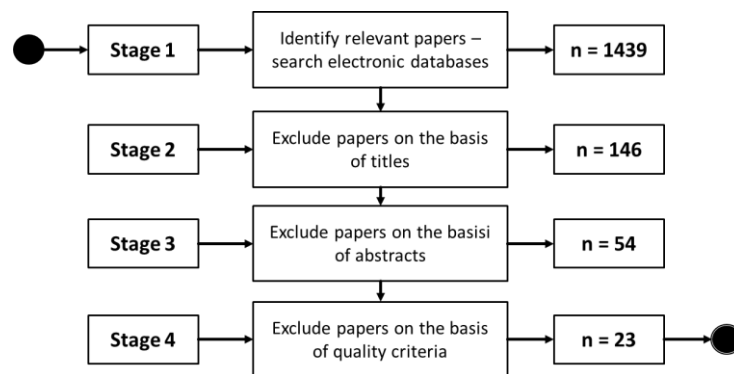 Stage 1
Identify relevant papers –
search electronic databases
n = 1439
Stage 2
Exclude papers on the basis
of titles
n = 146
Stage 3
Exclude papers on the basisi
of abstracts
n = 54
Stage 4
Exclude papers on the basis
of quality criteria
n = 23